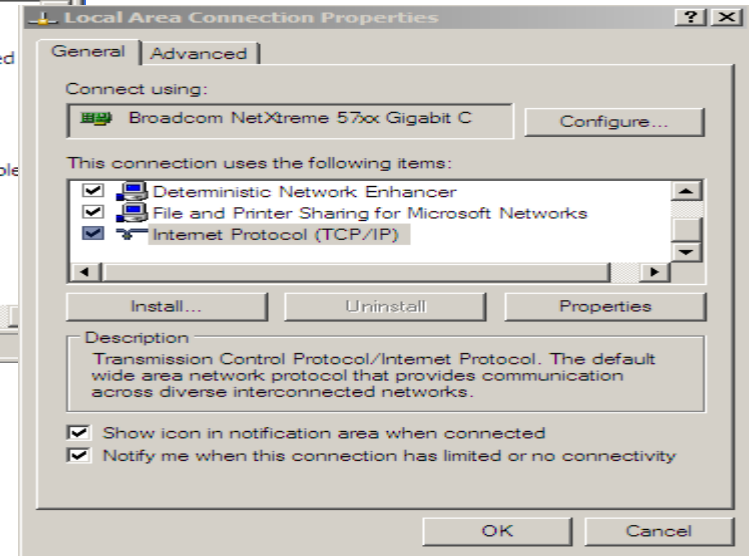 Local Area Connection Properties
ed
General Advanced
Connect using:
Broadcom NetXtreme 57xx Gigabit C
Configure...
ple
This connection uses the following items:
Deterministic Network Enhancer
File and Printer Sharing for Microsoft Networks
Internet Protocol (TCP/IP)
Install... Uninstall Properties
Description
Transmission Control Protocol/Internet Protocol. The default
wide area network protocol that provides communication
across diverse interconnected networks.
Show icon in notification area when connected
Notify me when this connection has limited or no connectivity
OK Cancel